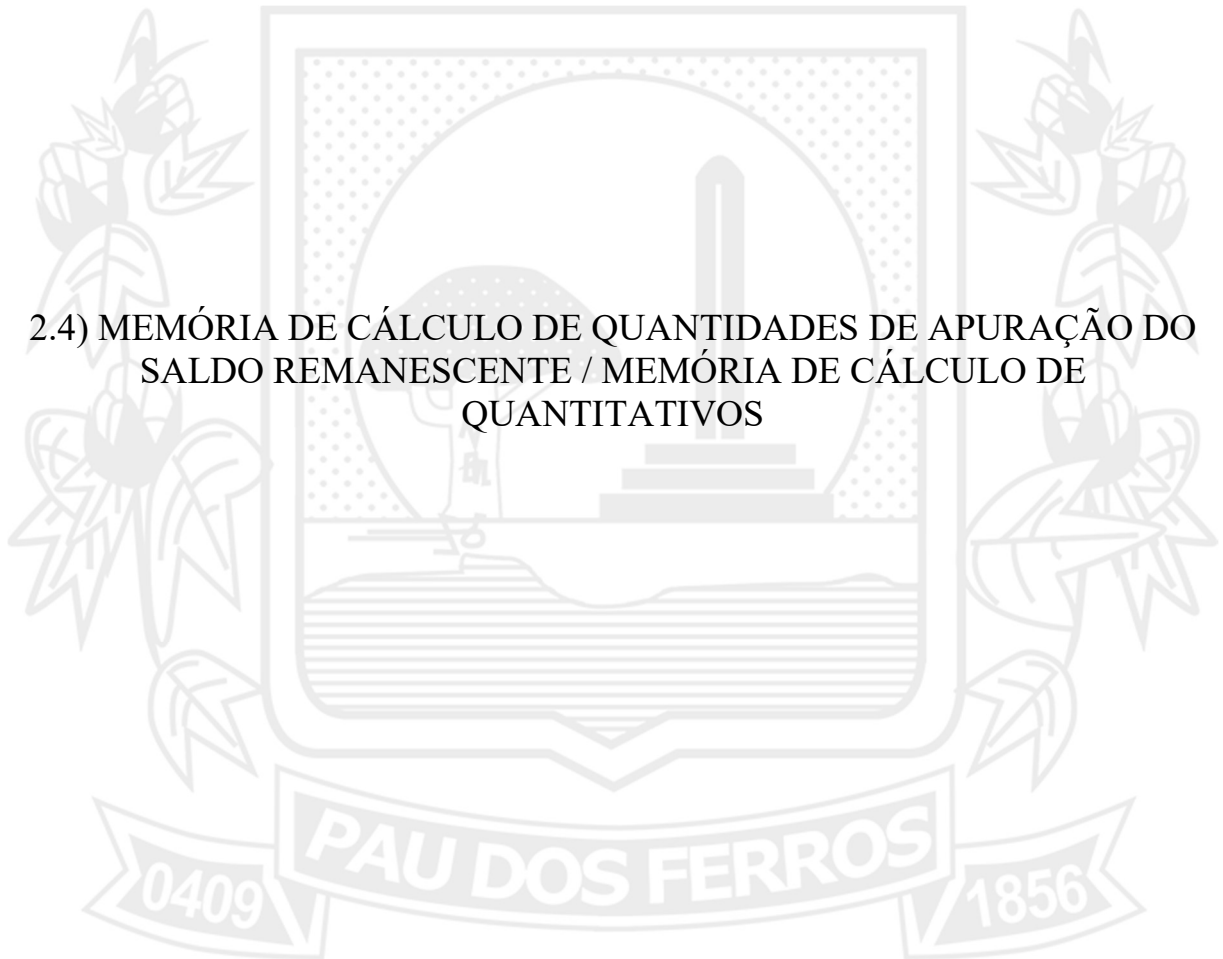 2.4) MEMÓRIA DE CÁLCULO DE QUANTIDADES DE APURAÇÃO DO
SALDO REMANESCENTE / MEMÓRIA DE CÁLCULO DE
QUANTITATIVOS
PAU DOS FERROS
0409
1856